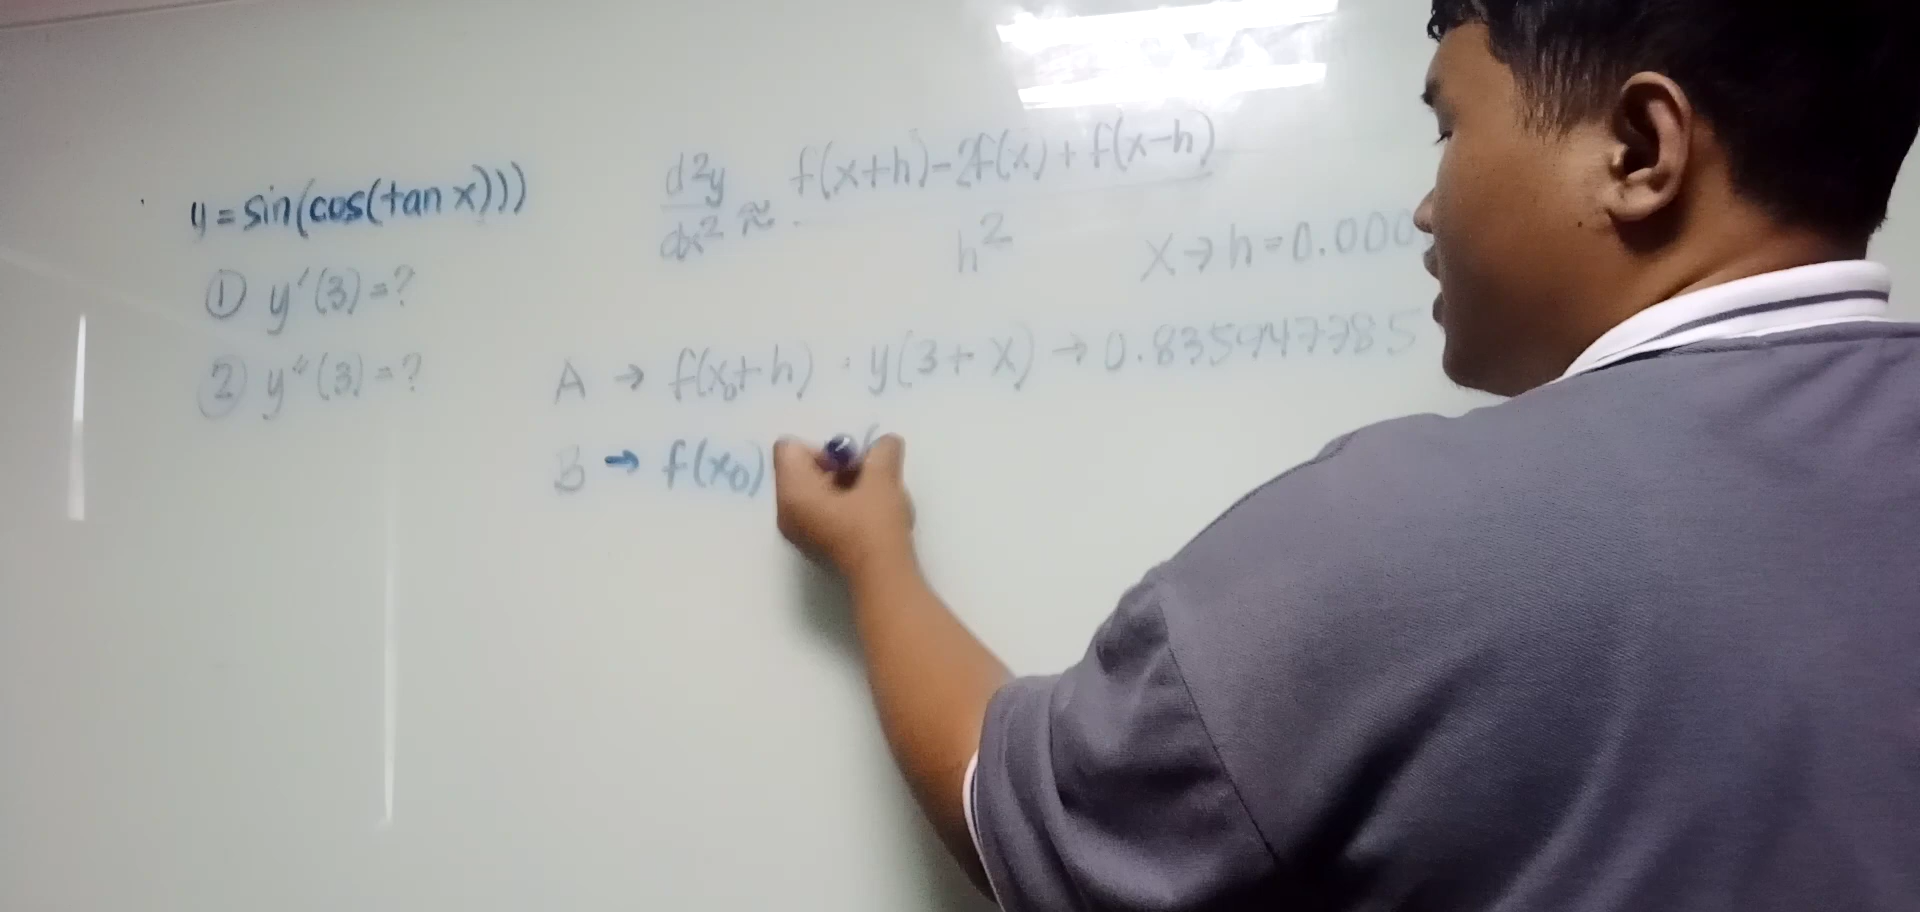 y = sin(cos(tan x)))
① y'(3) = ?
② y"(3) = ?
d²y/dx² ≈ f(x+h) - 2f(x) + f(x-h) / h²
x → h = 0.000
A → f(x₀+h) : y(3 + X) → 0.835947785
B → f(x₀)